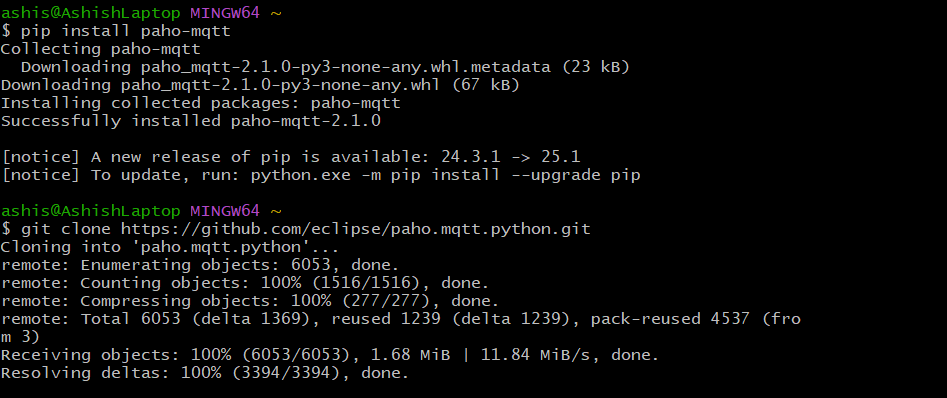 ashis@AshishLaptop MINGW64 ~
$ pip install paho-mqtt
Collecting paho-mqtt
  Downloading paho_mqtt-2.1.0-py3-none-any.whl.metadata (23 kB)
Downloading paho_mqtt-2.1.0-py3-none-any.whl (67 kB)
Installing collected packages: paho-mqtt
Successfully installed paho-mqtt-2.1.0

[notice] A new release of pip is available: 24.3.1 -> 25.1
[notice] To update, run: python.exe -m pip install --upgrade pip

ashis@AshishLaptop MINGW64 ~
$ git clone https://github.com/eclipse/paho.mqtt.python.git
Cloning into 'paho.mqtt.python'...
remote: Enumerating objects: 6053, done.
remote: Counting objects: 100% (1516/1516), done.
remote: Compressing objects: 100% (277/277), done.
remote: Total 6053 (delta 1369), reused 1239 (delta 1239), pack-reused 4537 (fro
m 3)
Receiving objects: 100% (6053/6053), 1.68 MiB | 11.84 MiB/s, done.
Resolving deltas: 100% (3394/3394), done.